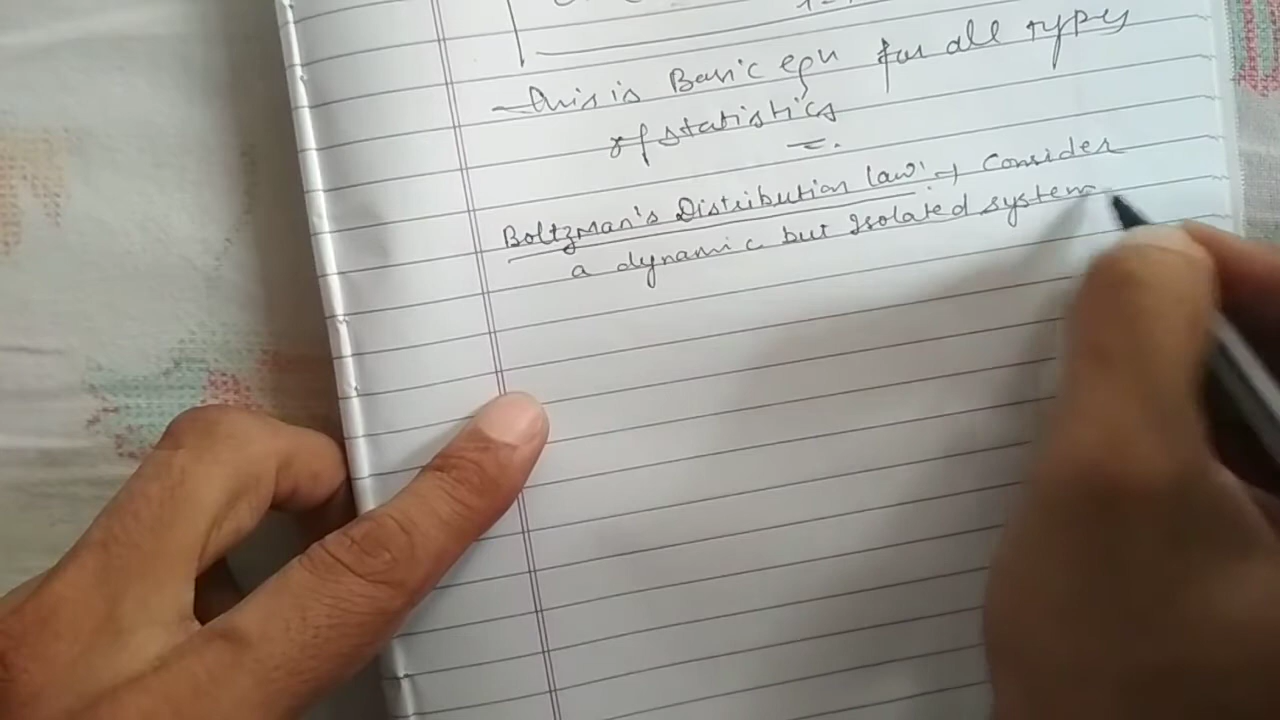 This is Basic eqn for all types
of statistics
Boltzman's Distribution law :→ Consider
a dynamic but Isolated system